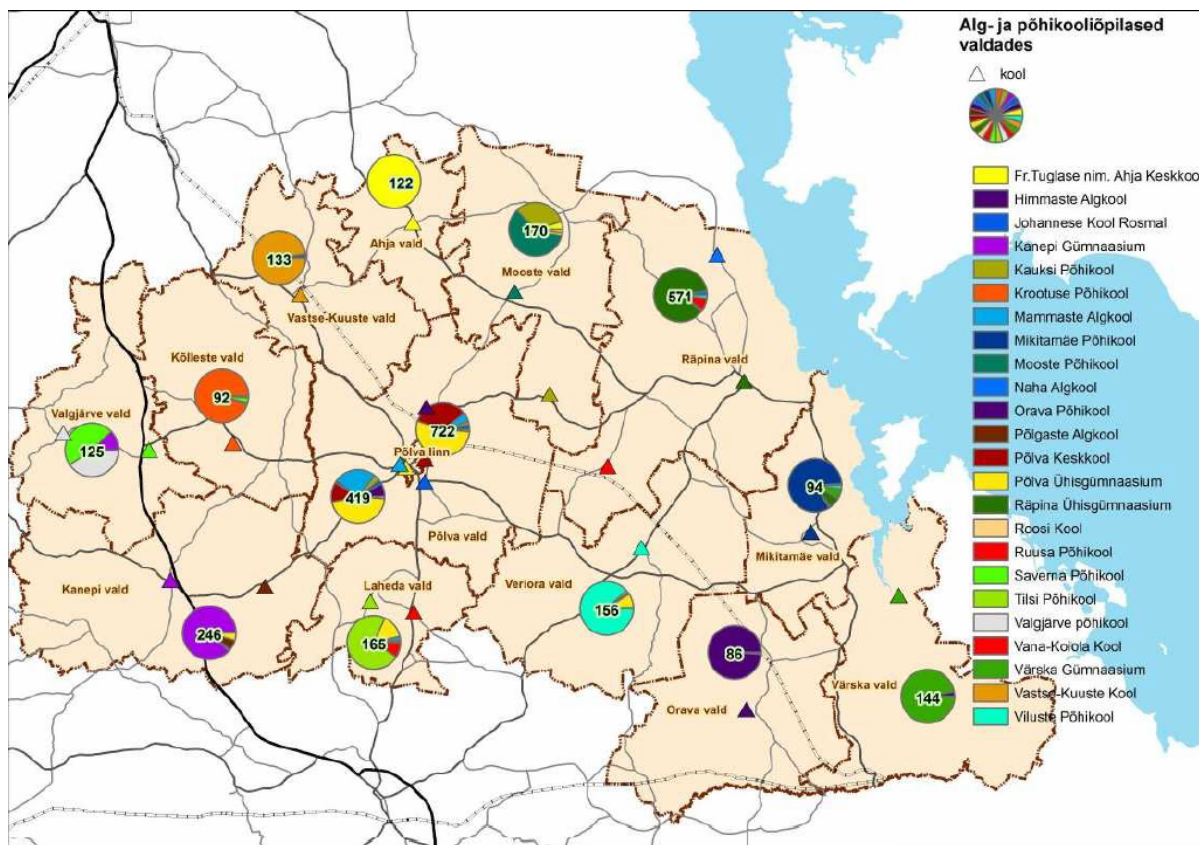 Alg- ja põhikooliõpilased
valdades
kool
Fr.Tuglase nim. Ahja Keskkool
Himmaste Algkool
Johannese Kool Rosmal
Kanepi Gümnaasium
Kauksi Põhikool
Krootuse Põhikool
Mammaste Algkool
Mikitamäe Põhikool
Mooste Põhikool
Naha Algkool
Orava Põhikool
Põlgaste Algkool
Põlva Keskkool
Põlva Ühisgümnaasium
Räpina Ühisgümnaasium
Roosi Kool
Ruusa Põhikool
Saverna Põhikool
Tilsi Põhikool
Valgjärve põhikool
Vana-Koiola Kool
Värska Gümnaasium
Vastse-Kuuste Kool
Viluste Põhikool
122
Ahja vald
170
Mooste vald
133
Vastse-Kuuste vald
571
Räpina vald
Kõlleste vald
92
Valgjärve vald
125
722
Põlva linn
419
Põlva vald
94
Mikitamäe vald
Kanepi vald
246
Laheda vald
165
Veriora vald
156
86
Orava vald
Värska vald
144